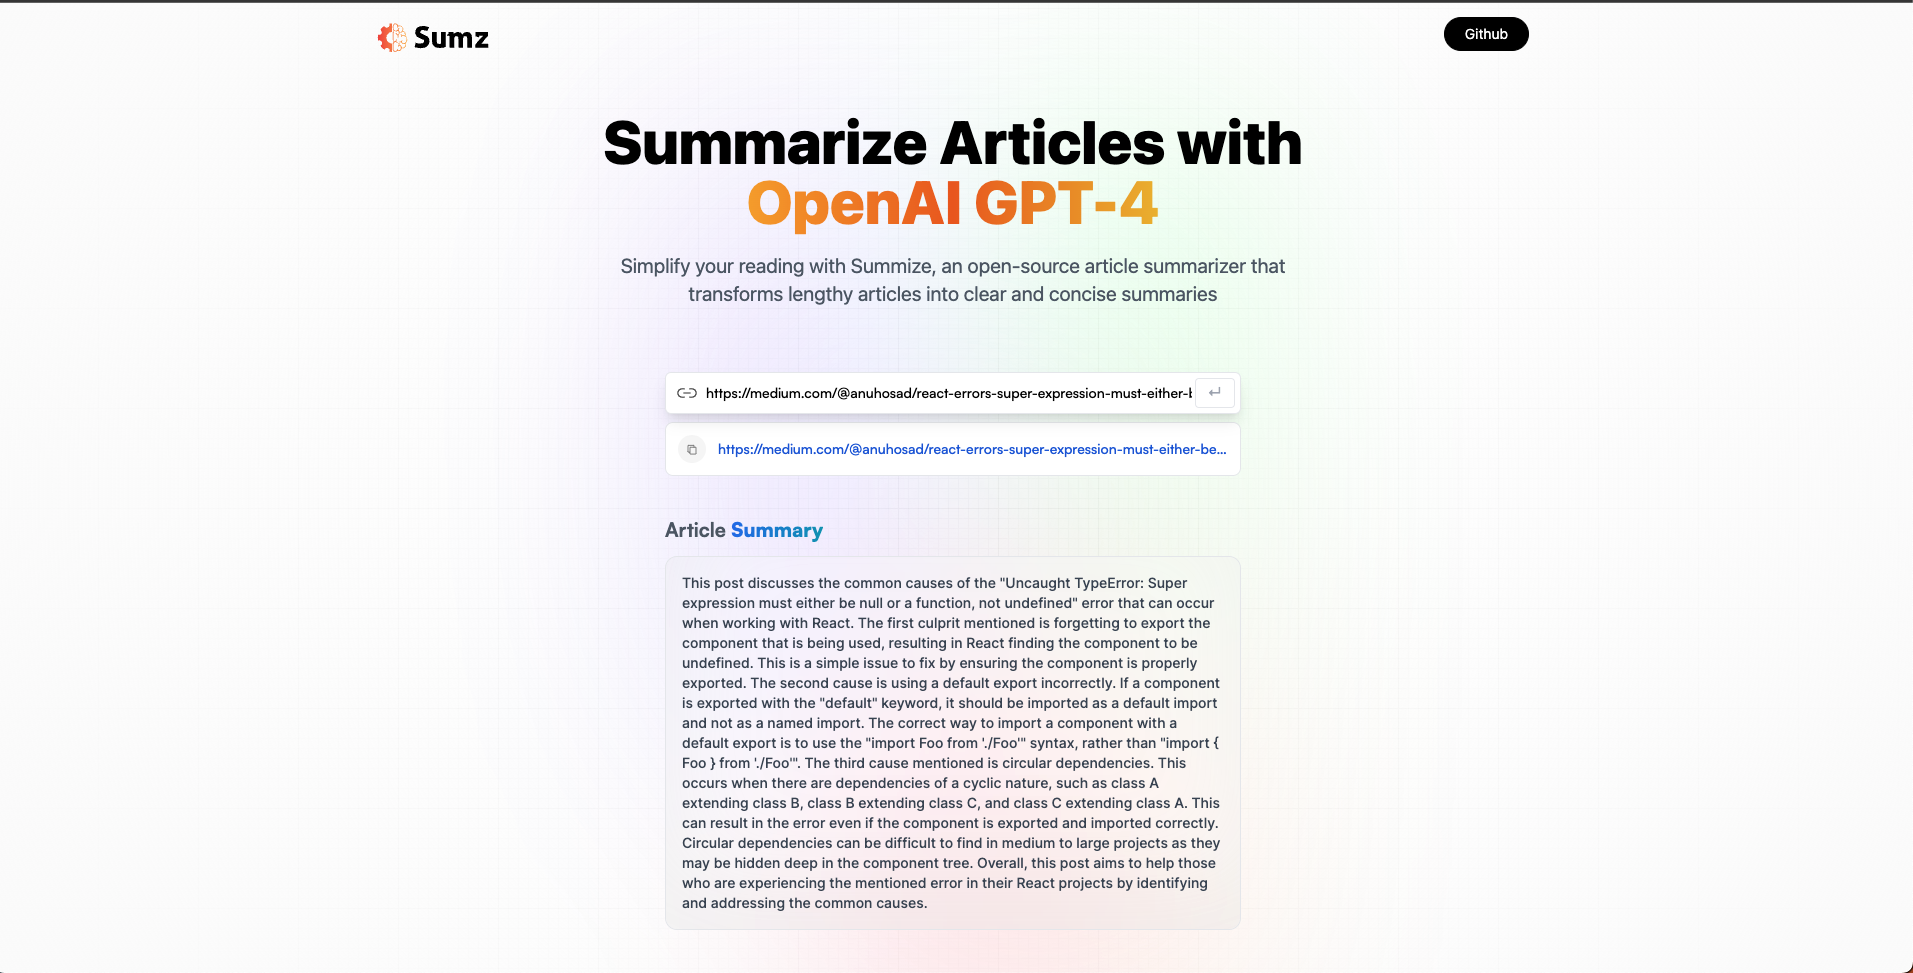 Sumz
Github
Summarize Articles with
OpenAI GPT-4
Simplify your reading with Summize, an open-source article summarizer that
transforms lengthy articles into clear and concise summaries
https://medium.com/@anuhosad/react-errors-super-expression-must-either-b
https://medium.com/@anuhosad/react-errors-super-expression-must-either-be...
Article Summary
This post discusses the common causes of the "Uncaught TypeError: Super
expression must either be null or a function, not undefined" error that can occur
when working with React. The first culprit mentioned is forgetting to export the
component that is being used, resulting in React finding the component to be
undefined. This is a simple issue to fix by ensuring the component is properly
exported. The second cause is using a default export incorrectly. If a component
is exported with the "default" keyword, it should be imported as a default import
and not as a named import. The correct way to import a component with a
default export is to use the "import Foo from './Foo'" syntax, rather than "import {
Foo } from './Foo'". The third cause mentioned is circular dependencies. This
occurs when there are dependencies of a cyclic nature, such as class A
extending class B, class B extending class C, and class C extending class A. This
can result in the error even if the component is exported and imported correctly.
Circular dependencies can be difficult to find in medium to large projects as they
may be hidden deep in the component tree. Overall, this post aims to help those
who are experiencing the mentioned error in their React projects by identifying
and addressing the common causes.